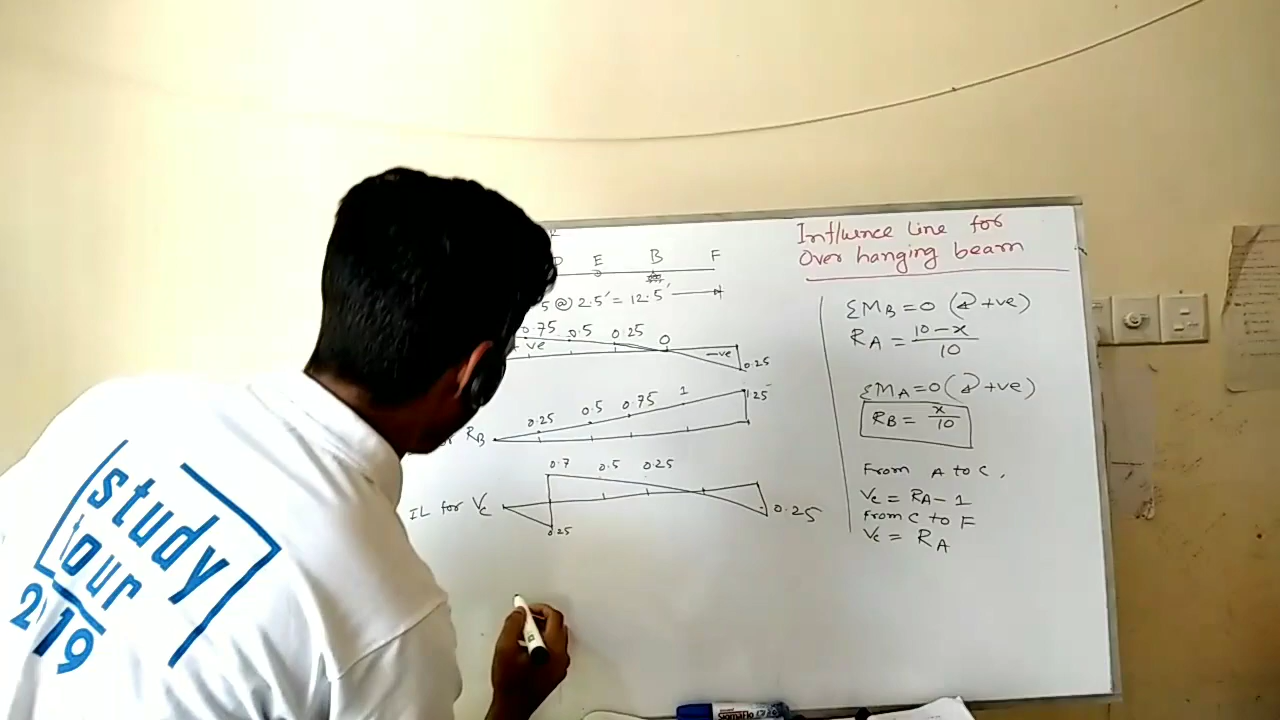 Influence Line for
Over hanging beam
E B F
5 @ 2.5' = 12.5'
0.75 0.5 0.25 0
ve -ve 0.25
ΣMB = 0 (+ve)
RA = 10-x / 10
ΣMA = 0 (+ve)
RB = x / 10
0.25 0.5 0.75 1 1.25
RB
From A to C,
Vc = RA - 1
From C to F
Vc = RA
0.7 0.5 0.25
IL for Vc
0.25 0.25
study
tour
2019